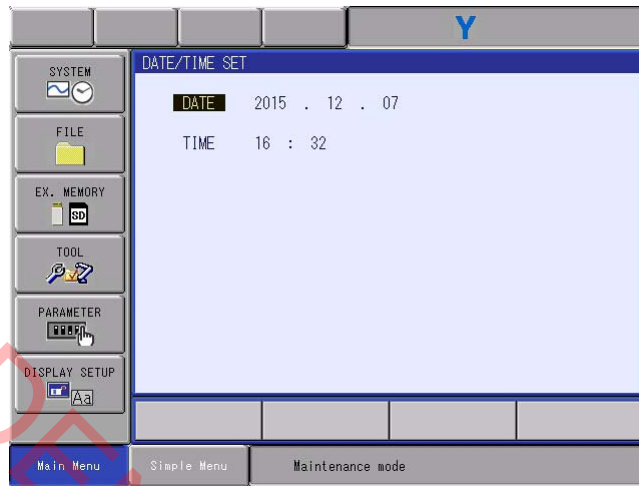 Y
DATE/TIME SET
DATE 2015 . 12 . 07
TIME 16 : 32
SYSTEM
FILE
EX. MEMORY
SD
TOOL
PARAMETER
DISPLAY SETUP
Aa
Main Menu
Simple Menu
Maintenance mode